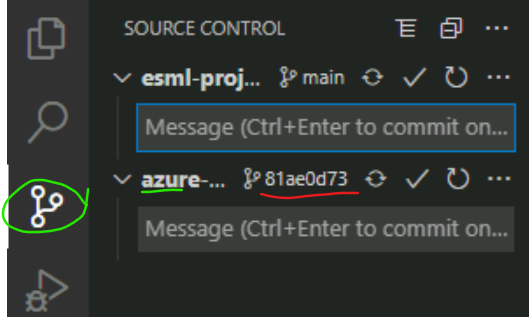 SOURCE CONTROL
esml-proj... main
Message (Ctrl+Enter to commit on...
azure-... 81ae0d73
Message (Ctrl+Enter to commit on...